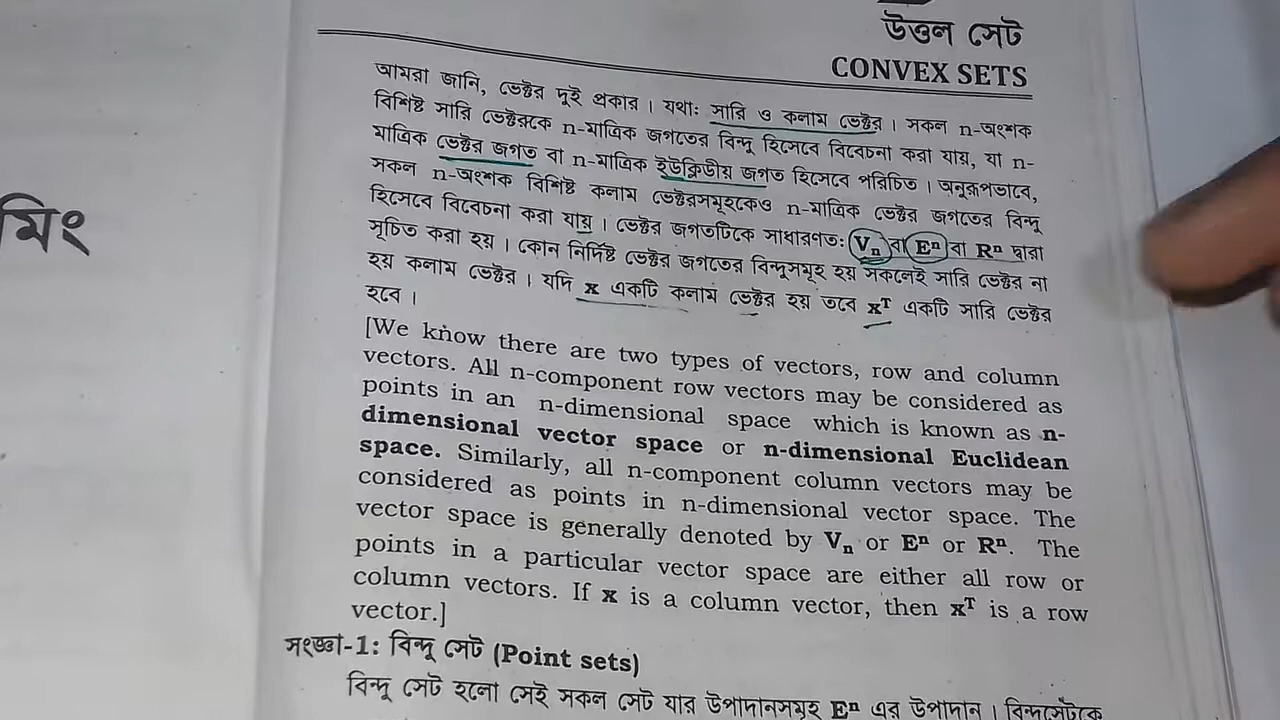 উত্তল সেট
CONVEX SETS
আমরা জানি, ভেক্টর দুই প্রকার। যথা: সারি ও কলাম ভেক্টর। সকল n-অংশক
বিশিষ্ট সারি ভেক্টরকে n-মাত্রিক জগতের বিন্দু হিসেবে বিবেচনা করা যায়, যা n-
মাত্রিক ভেক্টর জগত বা n-মাত্রিক ইউক্লিডীয় জগত হিসেবে পরিচিত। অনুরূপভাবে,
সকল n-অংশক বিশিষ্ট কলাম ভেক্টরসমূহকেও n-মাত্রিক ভেক্টর জগতের বিন্দু
হিসেবে বিবেচনা করা যায়। ভেক্টর জগতটিকে সাধারণত: Vₙ বা Eⁿ বা Rⁿ দ্বারা
সূচিত করা হয়। কোন নির্দিষ্ট ভেক্টর জগতের বিন্দুসমূহ হয় সকলেই সারি ভেক্টর না
হয় কলাম ভেক্টর। যদি x একটি কলাম ভেক্টর হয় তবে xᵀ একটি সারি ভেক্টর
হবে।
[We know there are two types of vectors, row and column
vectors. All n-component row vectors may be considered as
points in an n-dimensional space which is known as n-
dimensional vector space or n-dimensional Euclidean
space. Similarly, all n-component column vectors may be
considered as points in n-dimensional vector space. The
vector space is generally denoted by Vₙ or Eⁿ or Rⁿ. The
points in a particular vector space are either all row or
column vectors. If x is a column vector, then xᵀ is a row
vector.]
সংজ্ঞা-1: বিন্দু সেট (Point sets)
বিন্দু সেট হলো সেই সকল সেট যার উপাদানসমূহ Eⁿ এর উপাদান। বিন্দুসেটকে
মিং